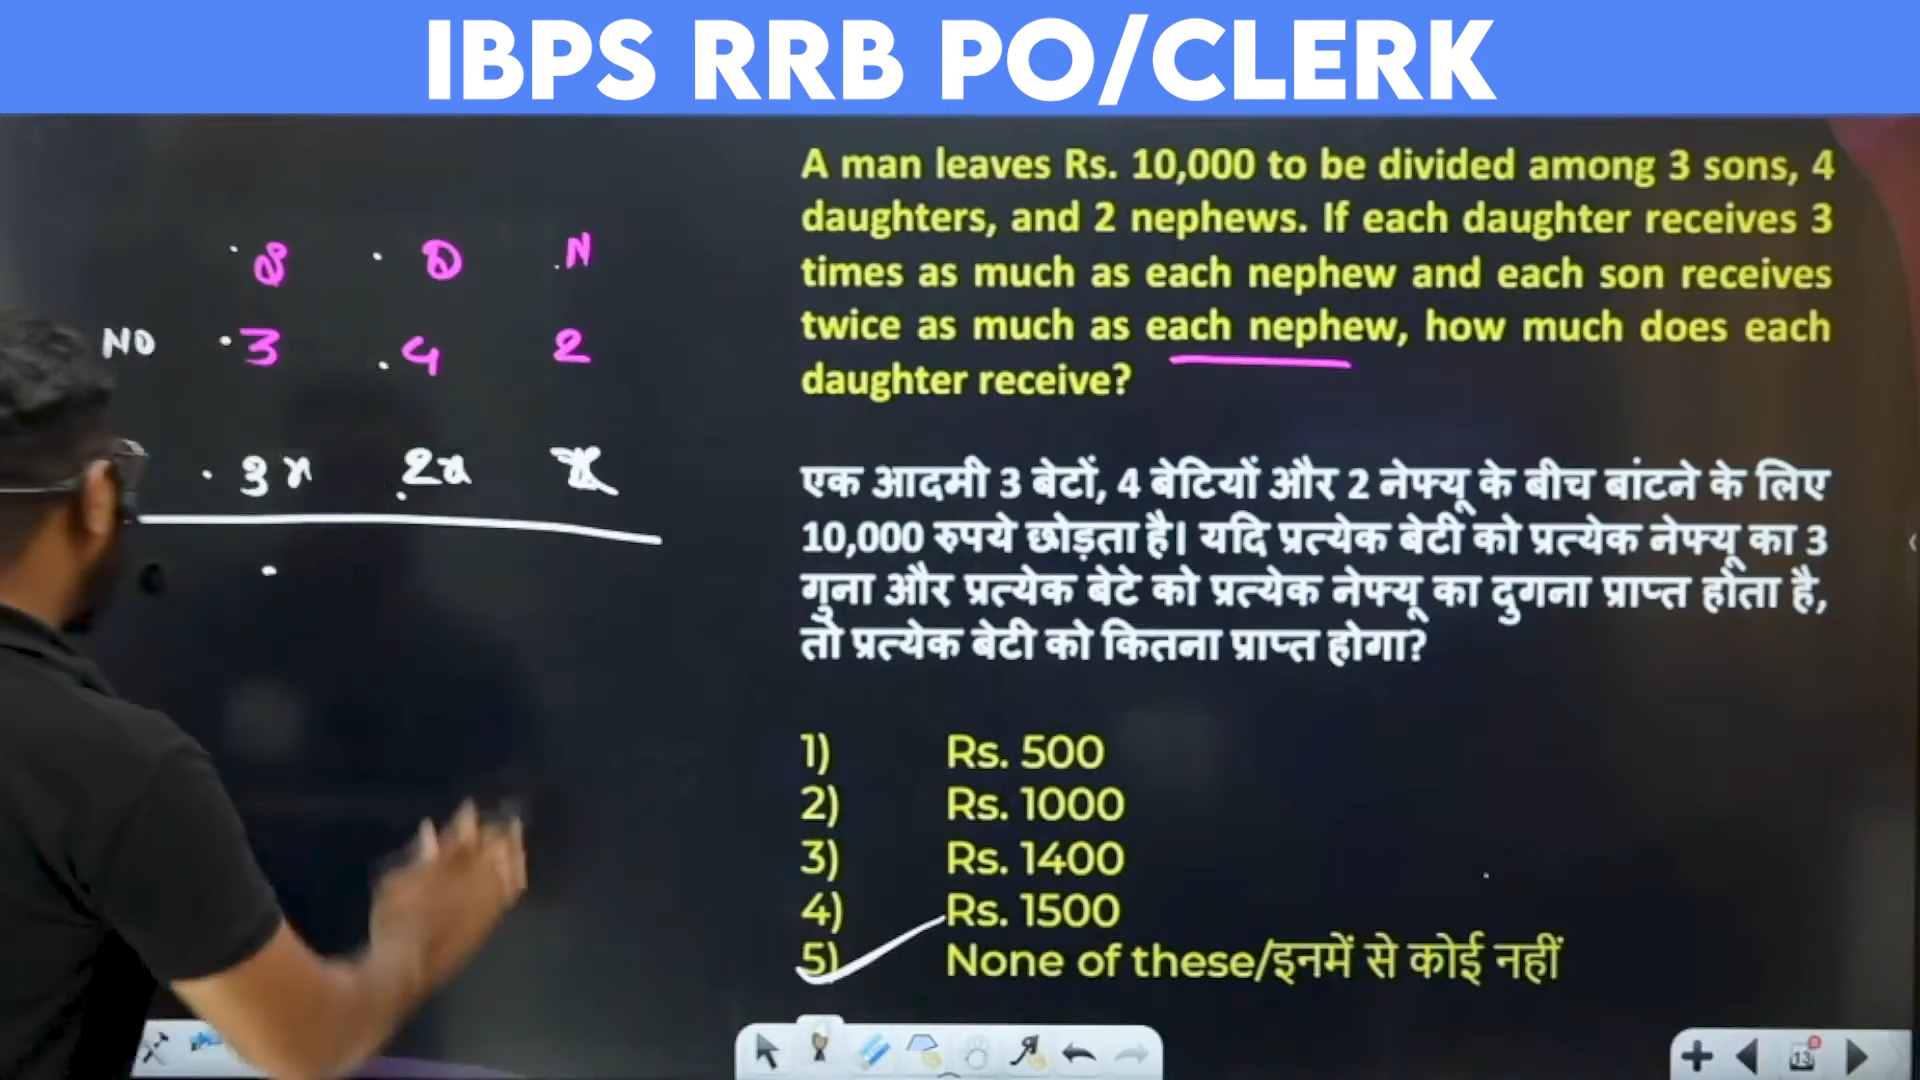 IBPS RRB PO/CLERK
A man leaves Rs. 10,000 to be divided among 3 sons, 4
daughters, and 2 nephews. If each daughter receives 3
times as much as each nephew and each son receives
twice as much as each nephew, how much does each
daughter receive?
एक आदमी 3 बेटों, 4 बेटियों और 2 नेफ्यू के बीच बांटने के लिए
10,000 रुपये छोड़ता है। यदि प्रत्येक बेटी को प्रत्येक नेफ्यू का 3
गुना और प्रत्येक बेटे को प्रत्येक नेफ्यू का दुगना प्राप्त होता है,
तो प्रत्येक बेटी को कितना प्राप्त होगा?
1) Rs. 500
2) Rs. 1000
3) Rs. 1400
4) Rs. 1500
5) None of these/इनमें से कोई नहीं
S D N
NO 3 4 2
3x 2x
13